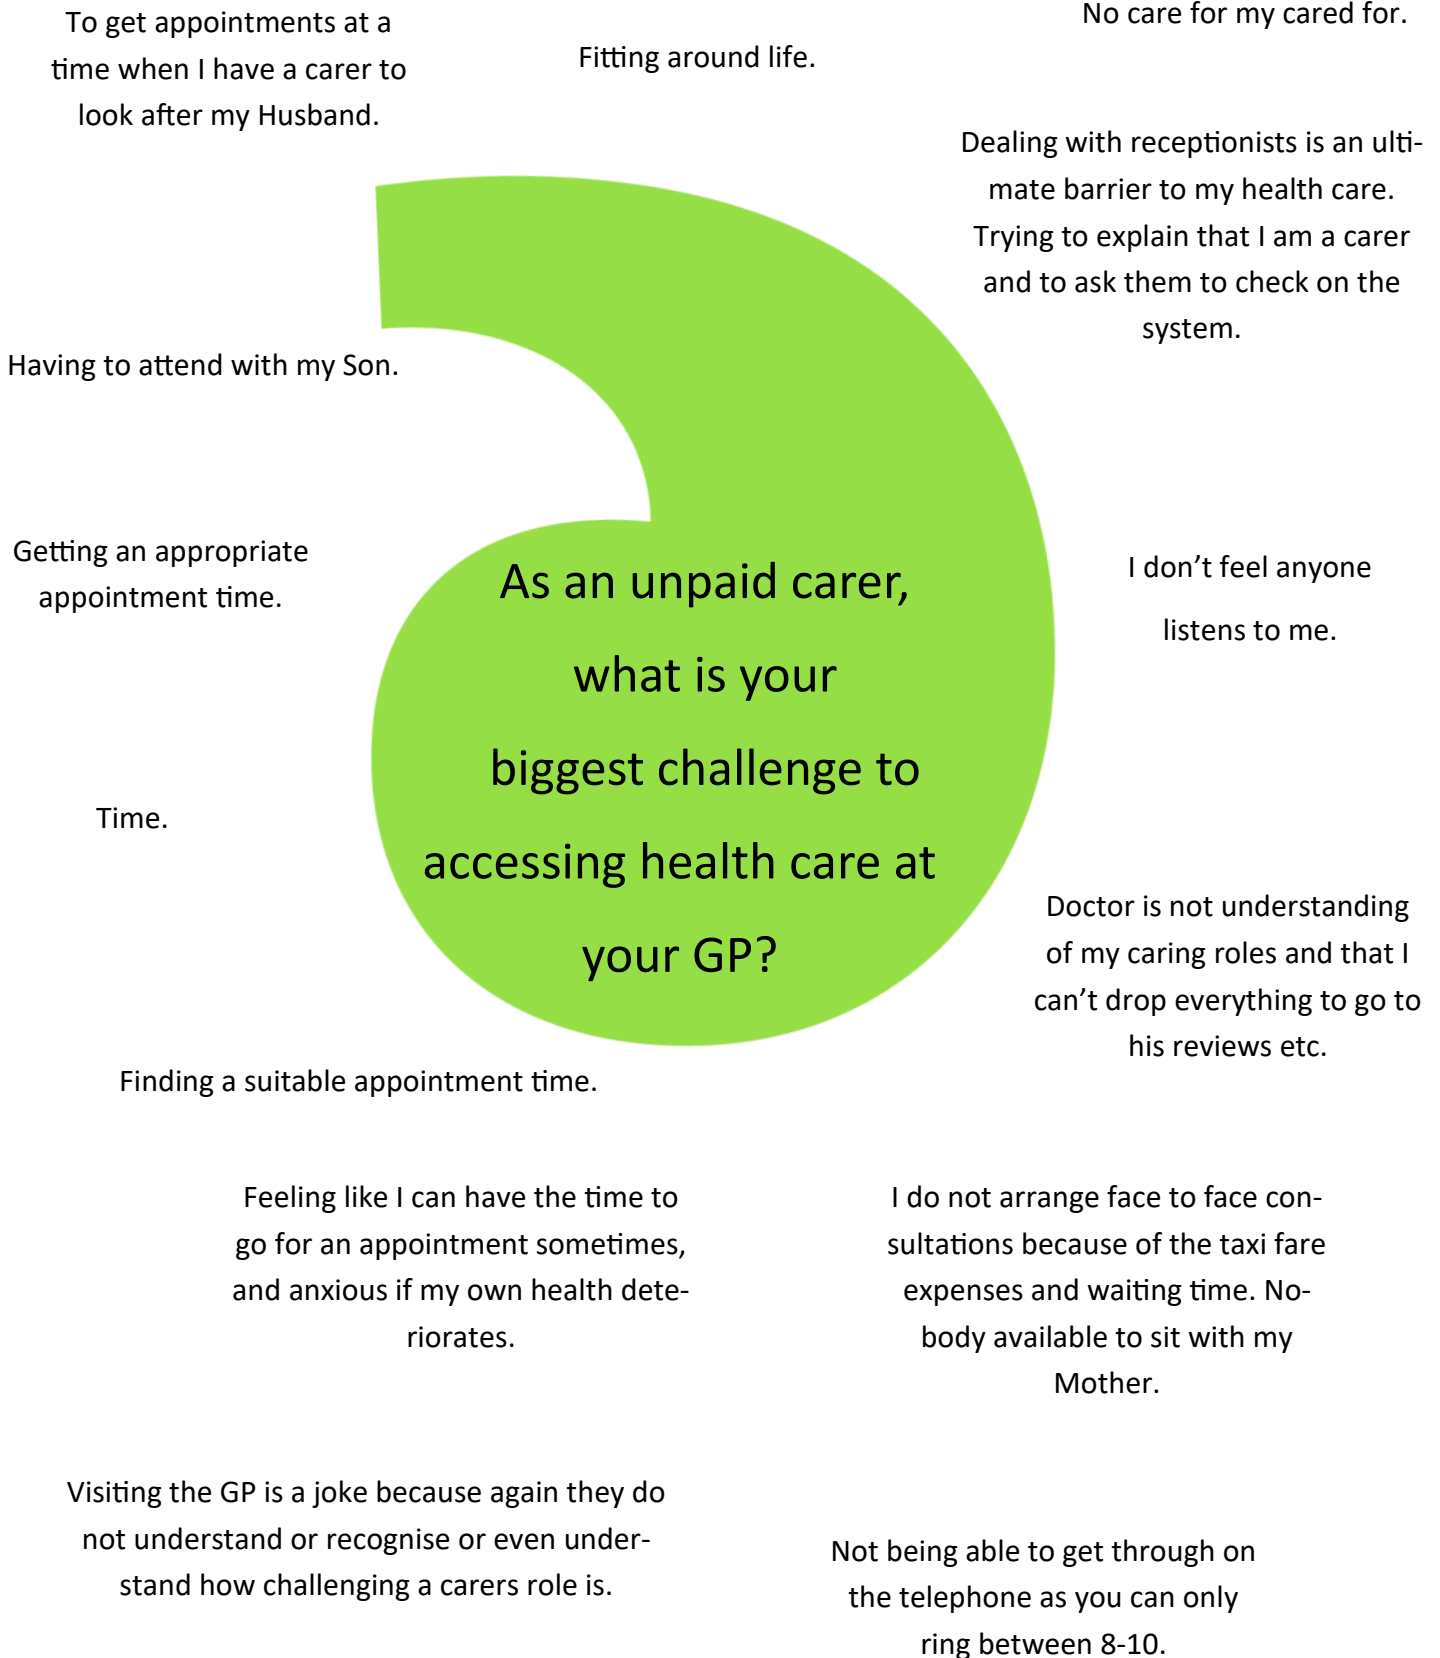 To get appointments at a
time when I have a carer to
look after my Husband.
Fitting around life.
No care for my cared for.
Dealing with receptionists is an ulti-
mate barrier to my health care.
Trying to explain that I am a carer
and to ask them to check on the
system.
Having to attend with my Son.
Getting an appropriate
appointment time.
As an unpaid carer,
what is your
biggest challenge to
accessing health care at
your GP?
I don’t feel anyone
listens to me.
Time.
Doctor is not understanding
of my caring roles and that I
can’t drop everything to go to
his reviews etc.
Finding a suitable appointment time.
Feeling like I can have the time to
go for an appointment sometimes,
and anxious if my own health dete-
riorates.
I do not arrange face to face con-
sultations because of the taxi fare
expenses and waiting time. No-
body available to sit with my
Mother.
Visiting the GP is a joke because again they do
not understand or recognise or even under-
stand how challenging a carers role is.
Not being able to get through on
the telephone as you can only
ring between 8-10.